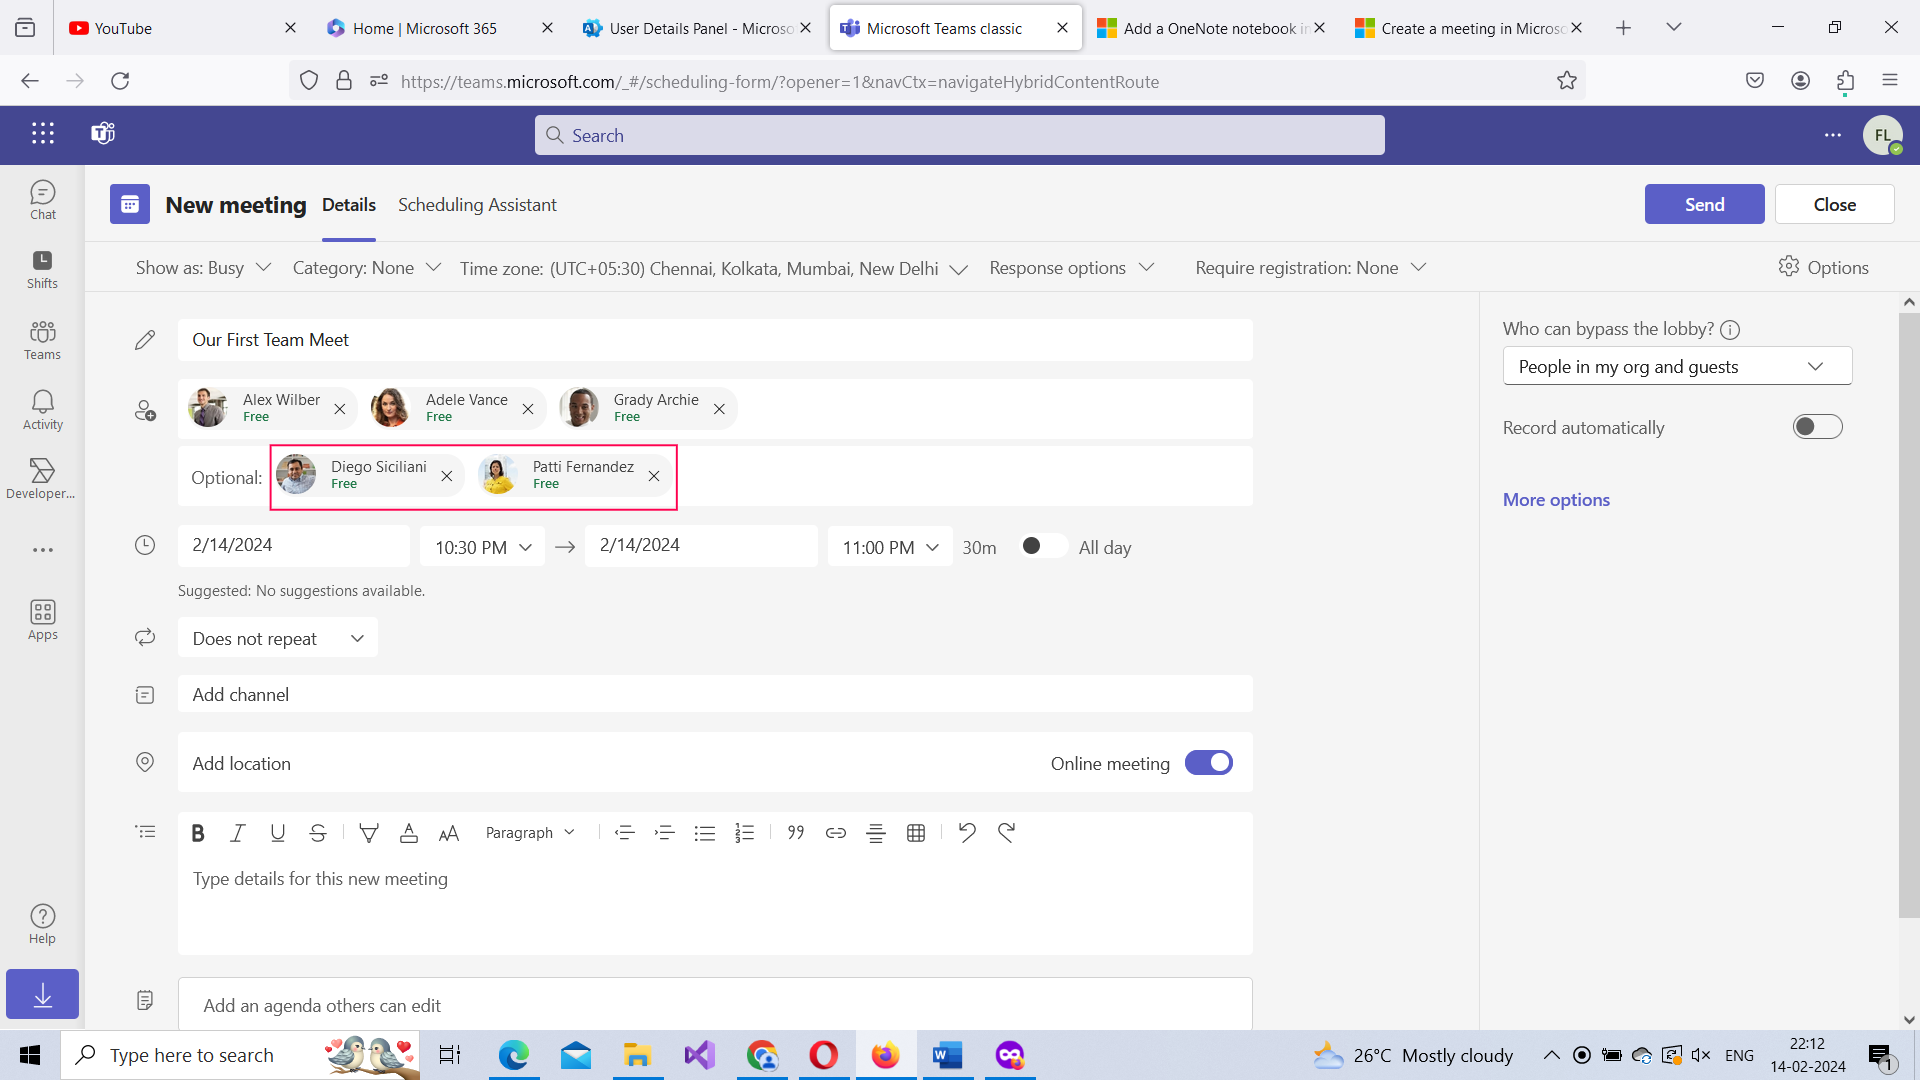 YouTube
Home | Microsoft 365
User Details Panel - Microso
Microsoft Teams classic
Add a OneNote notebook in
Create a meeting in Microso
https://teams.microsoft.com/_#/scheduling-form/?opener=1&navCtx=navigateHybridContentRoute
Search
FL
Chat
Shifts
Teams
Activity
Developer...
Apps
Help
New meeting
Details
Scheduling Assistant
Send
Close
Show as: Busy
Category: None
Time zone: (UTC+05:30) Chennai, Kolkata, Mumbai, New Delhi
Response options
Require registration: None
Options
Our First Team Meet
Alex Wilber
Free
Adele Vance
Free
Grady Archie
Free
Optional:
Diego Siciliani
Free
Patti Fernandez
Free
2/14/2024
10:30 PM
2/14/2024
11:00 PM
30m
All day
Suggested: No suggestions available.
Does not repeat
Add channel
Add location
Online meeting
Paragraph
Type details for this new meeting
Add an agenda others can edit
Who can bypass the lobby?
People in my org and guests
Record automatically
More options
Type here to search
26°C Mostly cloudy
ENG
22:12
14-02-2024
1